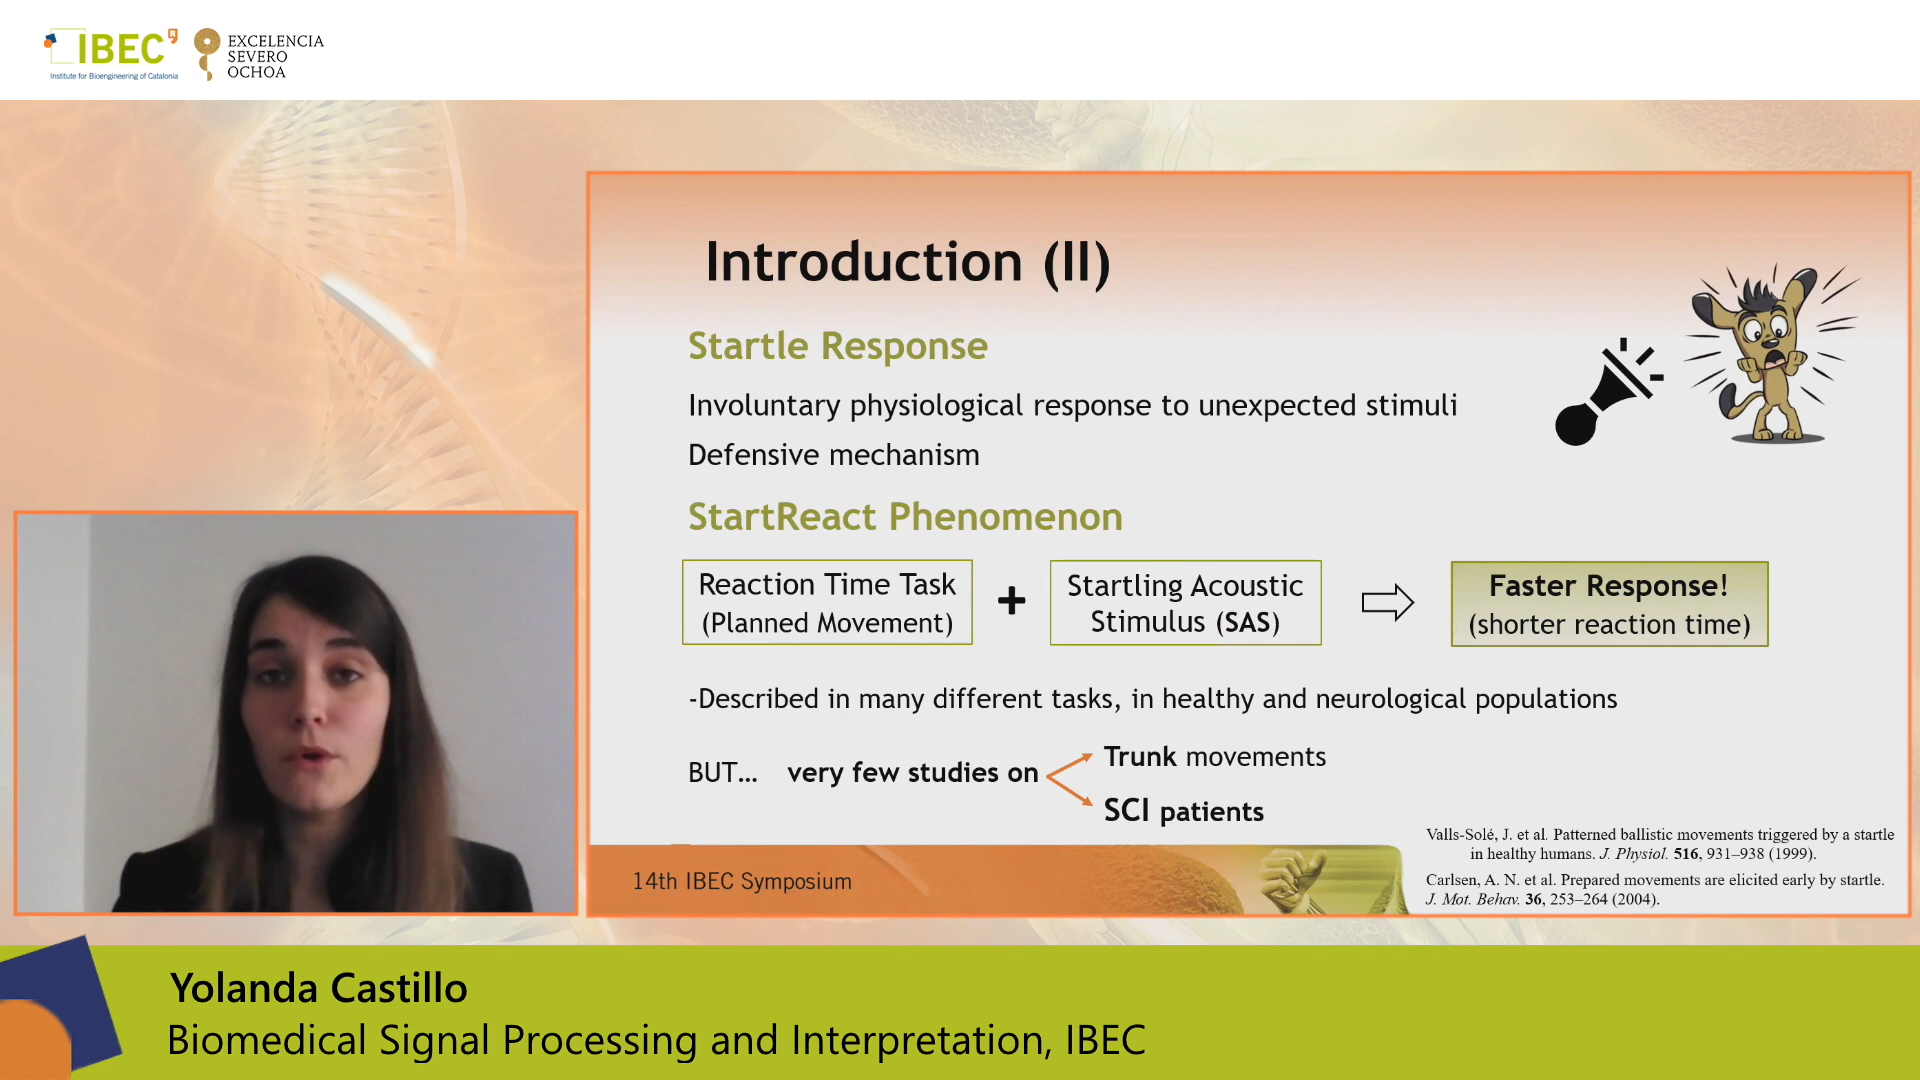 IBEC R
Institute for Bioengineering of Catalonia
EXCELENCIA
SEVERO
OCHOA
Introduction (II)
Startle Response
Involuntary physiological response to unexpected stimuli
Defensive mechanism
StartReact Phenomenon
Reaction Time Task
(Planned Movement)
+
Startling Acoustic
Stimulus (SAS)
Faster Response!
(shorter reaction time)
-Described in many different tasks, in healthy and neurological populations
BUT... very few studies on
Trunk movements
SCI patients
Valls-Solé, J. et al. Patterned ballistic movements triggered by a startle
in healthy humans. J. Physiol. 516, 931–938 (1999).
Carlsen, A. N. et al. Prepared movements are elicited early by startle.
J. Mot. Behav. 36, 253–264 (2004).
14th IBEC Symposium
Yolanda Castillo
Biomedical Signal Processing and Interpretation, IBEC